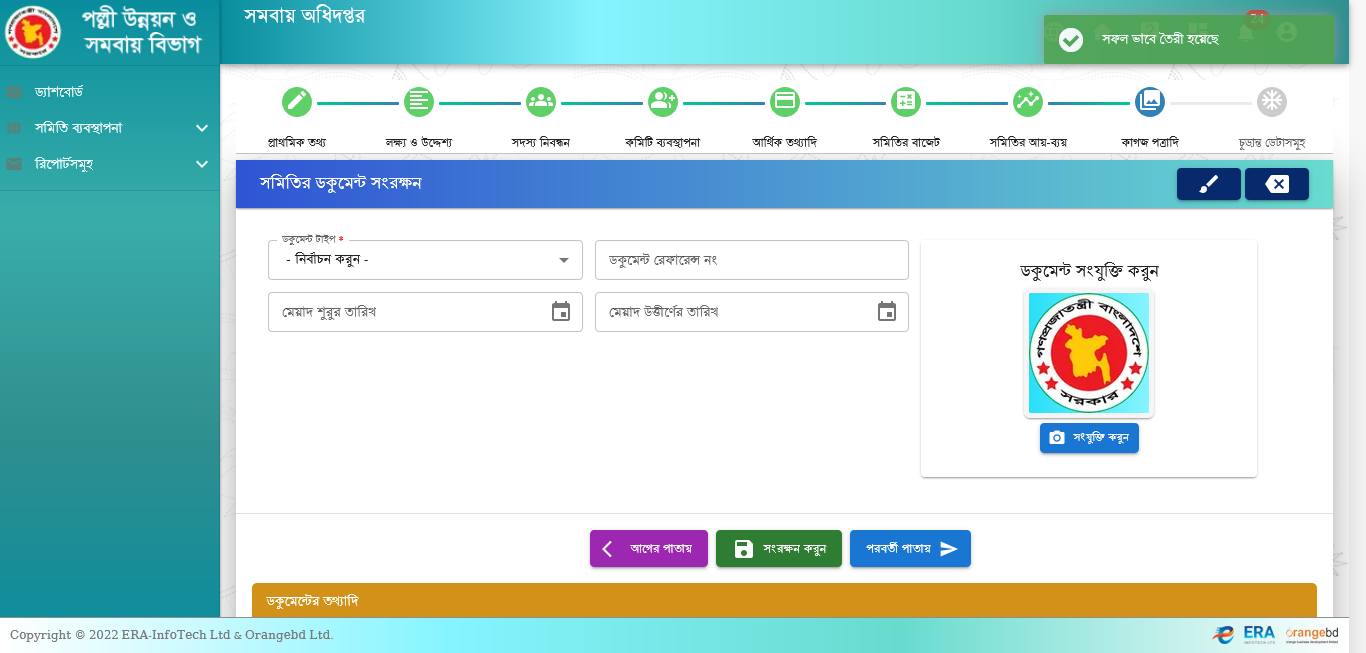 পল্লী উন্নয়ন ও
সমবায় বিভাগ
সমবায় অধিদপ্তর
সফল ভাবে তৈরী হয়েছে
ড্যাশবোর্ড
সমিতি ব্যবস্থাপনা
রিপোর্টসমূহ
প্রাথমিক তথ্য
লক্ষ্য ও উদ্দেশ্য
সদস্য নিবন্ধন
কমিটি ব্যবস্থাপনা
আর্থিক তথ্যাদি
সমিতির বাজেট
সমিতির আয়-ব্যয়
কাগজ পত্রাদি
চূড়ান্ত ডেটাসমূহ
সমিতির ডকুমেন্ট সংরক্ষন
ডকুমেন্ট টাইপ *
- নির্বাচন করুন -
ডকুমেন্ট রেফারেন্স নং
মেয়াদ শুরুর তারিখ
মেয়াদ উত্তীর্ণের তারিখ
ডকুমেন্ট সংযুক্তি করুন
গণপ্রজাতন্ত্রী বাংলাদেশ
সরকার
সংযুক্তি করুন
আগের পাতায়
সংরক্ষন করুন
পরবর্তী পাতায়
ডকুমেন্টের তথ্যাদি
Copyright © 2022 ERA-InfoTech Ltd & Orangebd Ltd.
ERA
orangebd